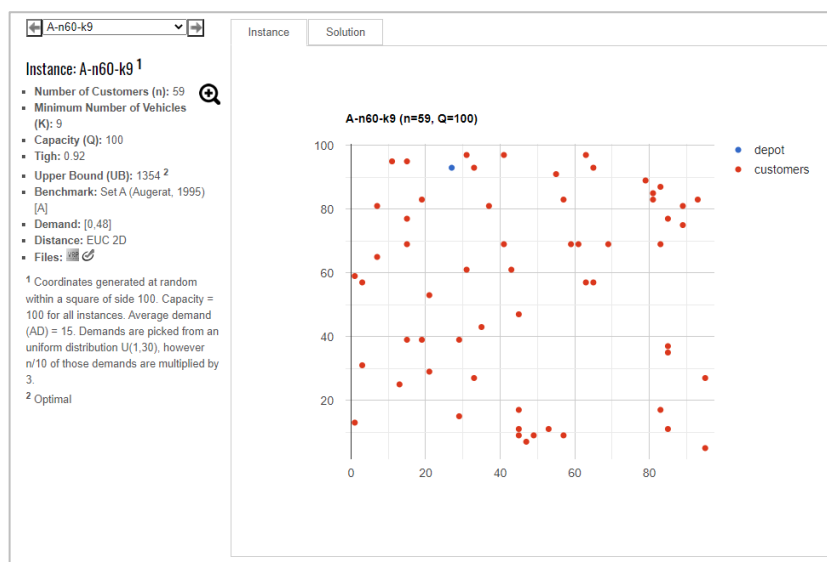 A-n60-k9
Instance
Solution
Instance: A-n60-k9 1
Number of Customers (n): 59
Minimum Number of Vehicles
(K): 9
Capacity (Q): 100
Tigh: 0.92
Upper Bound (UB): 1354 2
Benchmark: Set A (Augerat, 1995)
[A]
Demand: [0,48]
Distance: EUC 2D
Files:
1 Coordinates generated at random
within a square of side 100. Capacity =
100 for all instances. Average demand
(AD) = 15. Demands are picked from an
uniform distribution U(1,30), however
n/10 of those demands are multiplied by
3.
2 Optimal
A-n60-k9 (n=59, Q=100)
100
80
60
40
20
0
20
40
60
80
depot
customers